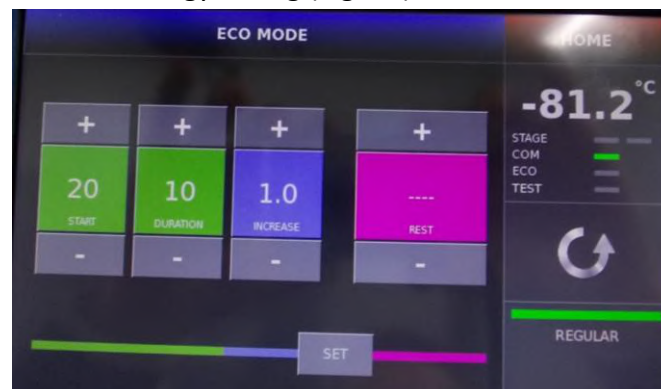 ECO MODE
HOME
-81.2°C
STAGE
COM
ECO
TEST
+ + + +
20 10 1.0 ----
START DURATION INCREASE REST
- - - -
SET
REGULAR